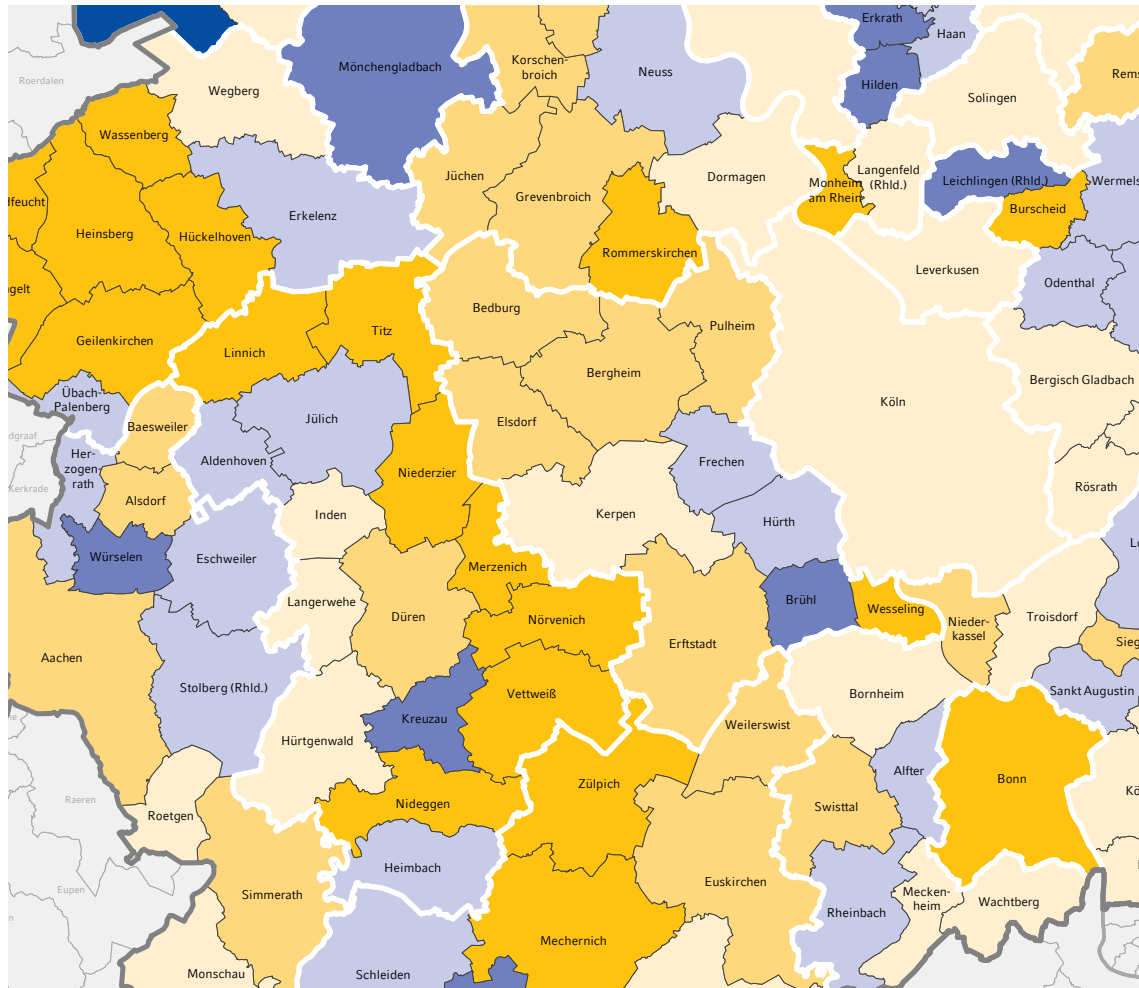 Erkrath
Haan
Roerdalen
Mönchengladbach
Korschen-
broich
Neuss
Wegberg
Hilden
Solingen
Rems
Wassenberg
Jüchen
Dormagen
Monheim
am Rhein
Langenfeld
(Rhld.)
Leichlingen (Rhld.)
Wermels
lfeucht
Erkelenz
Grevenbroich
Burscheid
Heinsberg
Hückelhoven
Rommerskirchen
Leverkusen
Odenthal
ngelt
Bedburg
Pulheim
Titz
Geilenkirchen
Linnich
Bergheim
Bergisch Gladbach
Übach-
Palenberg
Köln
Baesweiler
Jülich
Elsdorf
dgraaf
Her-
zogen-
rath
Aldenhoven
Niederzier
Frechen
Kerkrade
Rösrath
Alsdorf
Inden
Kerpen
Hürth
Würselen
Eschweiler
Merzenich
Langerwehe
Düren
Nörvenich
Brühl
Wesseling
Nieder-
kassel
Troisdorf
Sieg
Aachen
Erftstadt
Stolberg (Rhld.)
Vettweiß
Bornheim
Sankt Augustin
Kreuzau
Hürtgenwald
Weilerswist
Alfter
Bonn
Zülpich
Raeren
Roetgen
Nideggen
Swisttal
Kö
Heimbach
Euskirchen
Eupen
Simmerath
Mecken-
heim
Wachtberg
Rheinbach
Mechernich
Monschau
Schleiden